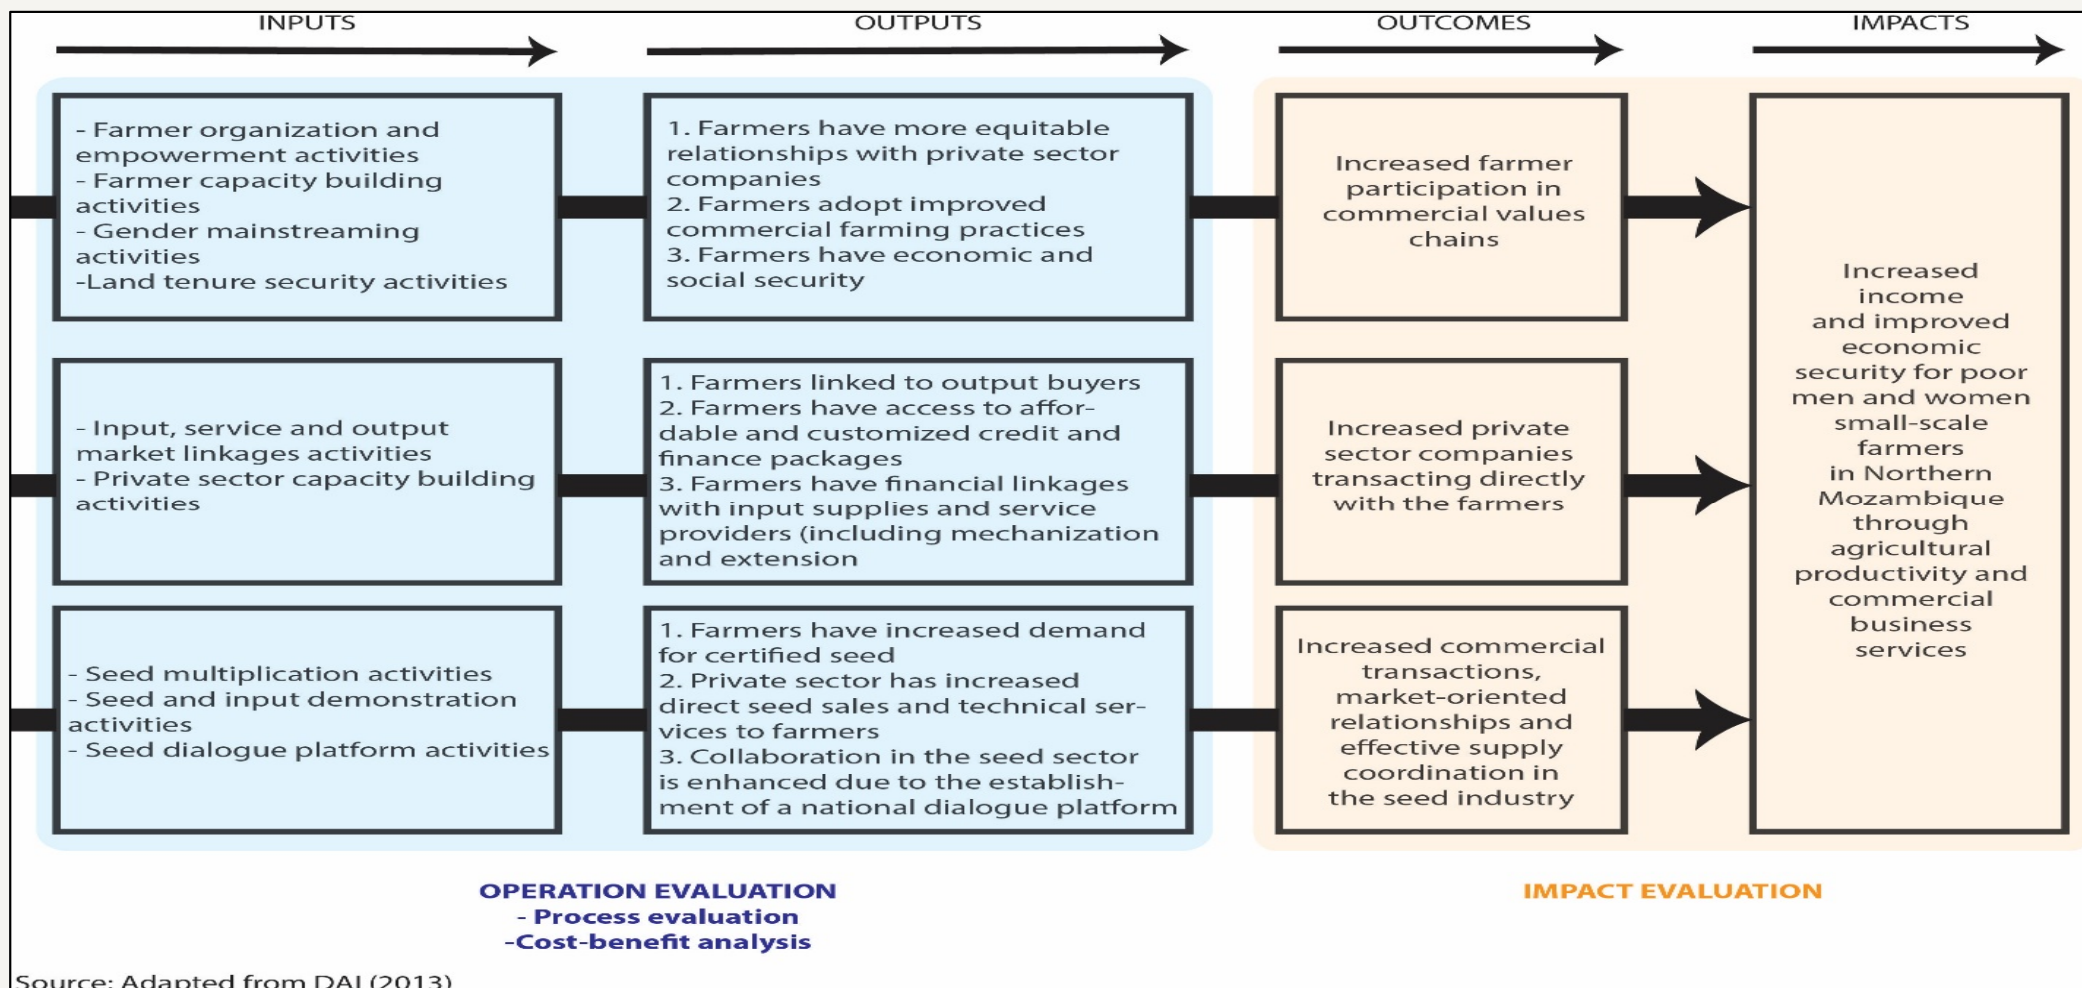 INPUTS
OUTPUTS
OUTCOMES
IMPACTS
- Farmer organization and
empowerment activities
- Farmer capacity building
activities
- Gender mainstreaming
activities
-Land tenure security activities
1. Farmers have more equitable
relationships with private sector
companies
2. Farmers adopt improved
commercial farming practices
3. Farmers have economic and
social security
Increased farmer
participation in
commercial values
chains
- Input, service and output
market linkages activities
- Private sector capacity building
activities
1. Farmers linked to output buyers
2. Farmers have access to affor-
dable and customized credit and
finance packages
3. Farmers have financial linkages
with input supplies and service
providers (including mechanization
and extension
Increased private
sector companies
transacting directly
with the farmers
- Seed multiplication activities
- Seed and input demonstration
activities
- Seed dialogue platform activities
1. Farmers have increased demand
for certified seed
2. Private sector has increased
direct seed sales and technical ser-
vices to farmers
3. Collaboration in the seed sector
is enhanced due to the establish-
ment of a national dialogue platform
Increased commercial
transactions,
market-oriented
relationships and
effective supply
coordination in
the seed industry
Increased
income
and improved
economic
security for poor
men and women
small-scale
farmers
in Northern
Mozambique
through
agricultural
productivity and
commercial
business
services
OPERATION EVALUATION
- Process evaluation
-Cost-benefit analysis
IMPACT EVALUATION
Source: Adapted from DAI (2013)